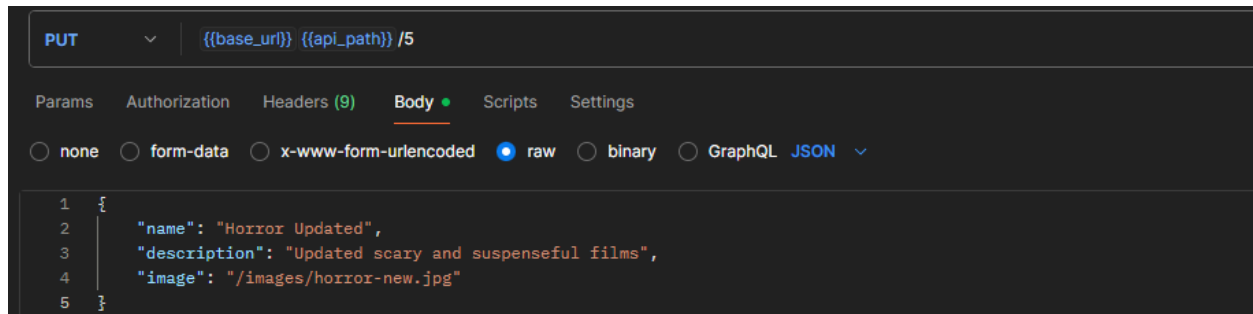 PUT {{base_url}} {{api_path}} /5
Params Authorization Headers (9) Body Scripts Settings
none form-data x-www-form-urlencoded raw binary GraphQL JSON
1 {
2 "name": "Horror Updated",
3 "description": "Updated scary and suspenseful films",
4 "image": "/images/horror-new.jpg"
5 }